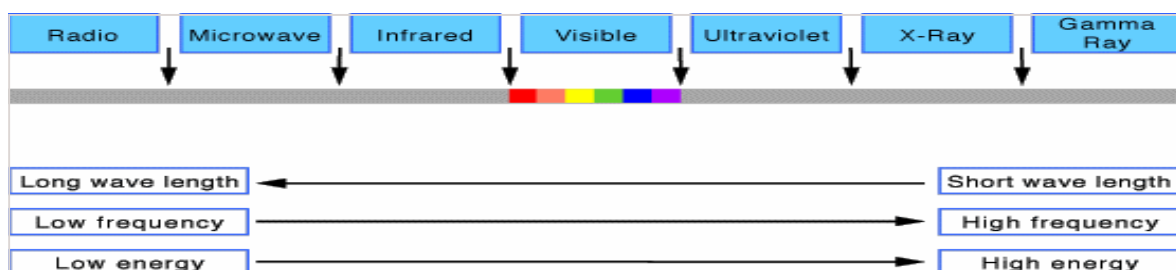 Radio Microwave Infrared Visible Ultraviolet X-Ray Gamma Ray
Long wave length Short wave length
Low frequency High frequency
Low energy High energy